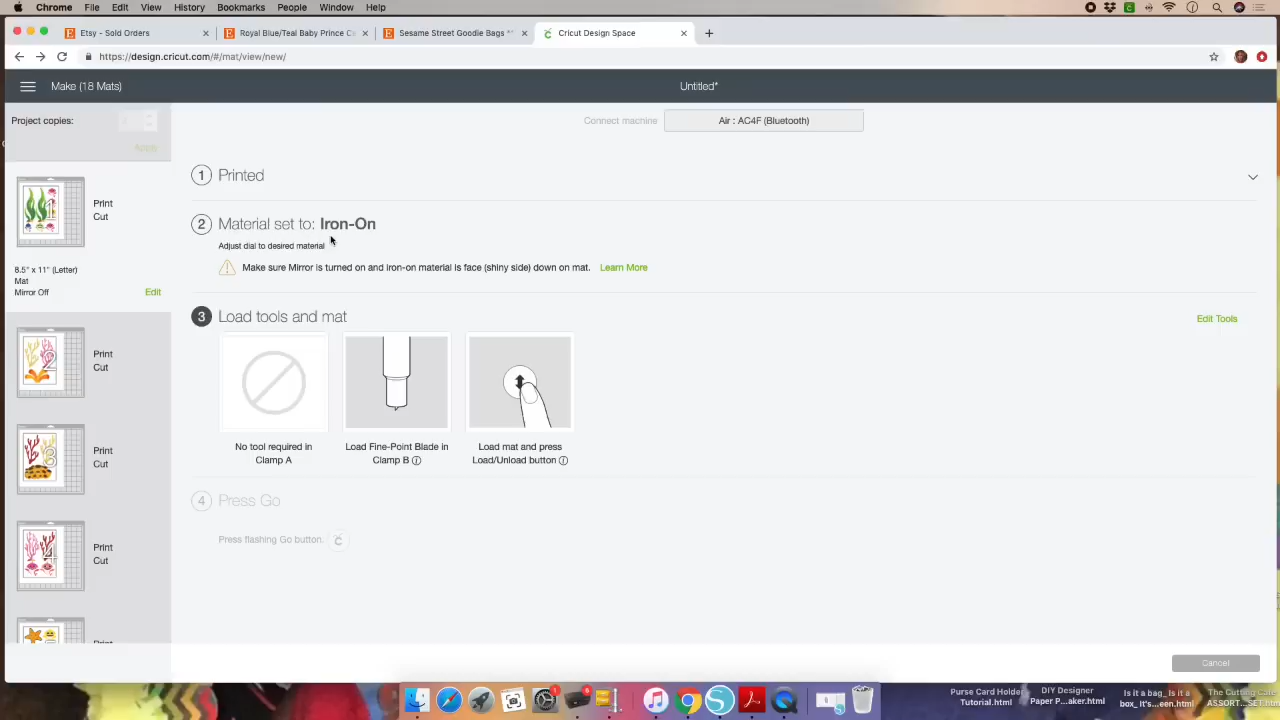 Chrome File Edit View History Bookmarks People Window Help
Etsy - Sold Orders
Royal Blue/Teal Baby Prince C
Sesame Street Goodie Bags
Cricut Design Space
https://design.cricut.com/#/mat/view/new/
Make (18 Mats)
Untitled*
Project copies:
Apply
Connect machine
Air : AC4F (Bluetooth)
1 Printed
2 Material set to: Iron-On
Adjust dial to desired material
Make sure Mirror is turned on and iron-on material is face (shiny side) down on mat. Learn More
1
Print
Cut
8.5" x 11" (Letter)
Mat
Mirror Off
Edit
3 Load tools and mat
Edit Tools
2
Print
Cut
No tool required in
Clamp A
Load Fine-Point Blade in
Clamp B
Load mat and press
Load/Unload button
3
Print
Cut
4 Press Go
Press flashing Go button.
4
Print
Cut
Print
Cancel
Purse Card Holder
Tutorial.html
DIY Designer
Paper P...aker.html
Is it a bag_ Is it a
box_ It's...een.html
The Cutting Cafe
ASSORT...SET.html